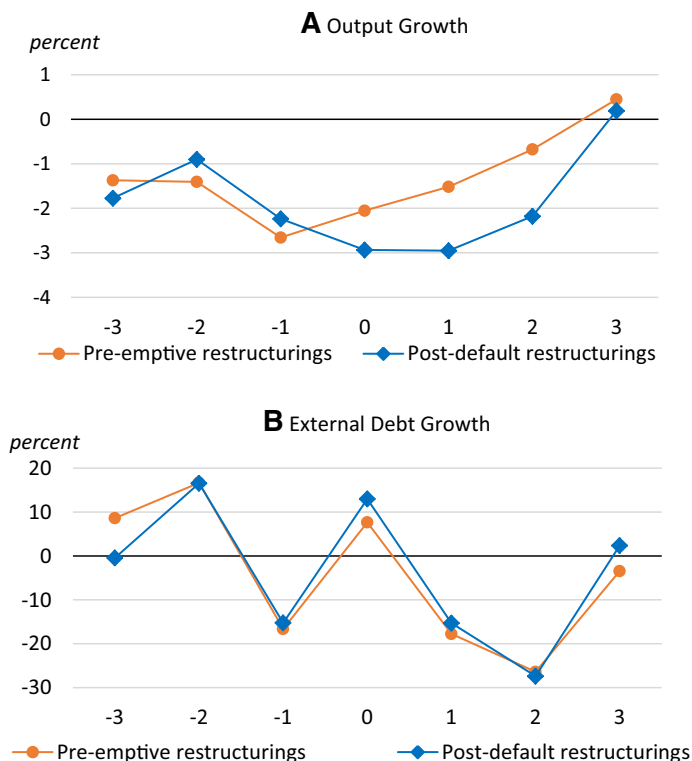 A Output Growth
percent
1
0
-1
-2
-3
-4
-3 -2 -1 0 1 2 3
Pre-emptive restructurings Post-default restructurings
B External Debt Growth
percent
20
10
0
-10
-20
-30
-3 -2 -1 0 1 2 3
Pre-emptive restructurings Post-default restructurings